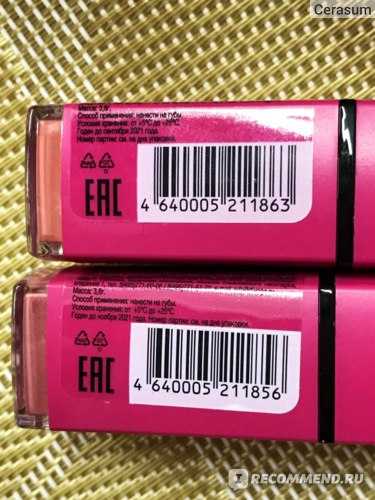 Cerasum
Масса: 3,6г.
Способ применения: нанести на губы.
Условия хранения: от +5°C до +25°C.
Годен до сентября 2021 года.
Номер партии: см. на дне упаковки.
EAC
4 640005 211863
Масса: 3,6г.
Способ применения: нанести на губы.
Условия хранения: от +5°C до +25°C.
Годен до ноября 2021 года. Номер партии: см. на дне упаковки.
EAC
4 640005 211856
RECOMMEND.RU